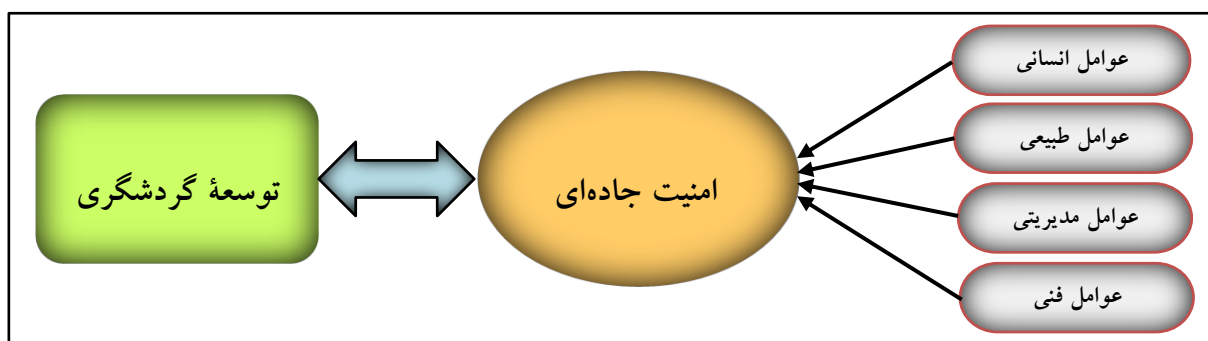 عوامل انسانی
عوامل طبیعی
عوامل مدیریتی
عوامل فنی
امنیت جاده‌ای
توسعهٔ گردشگری